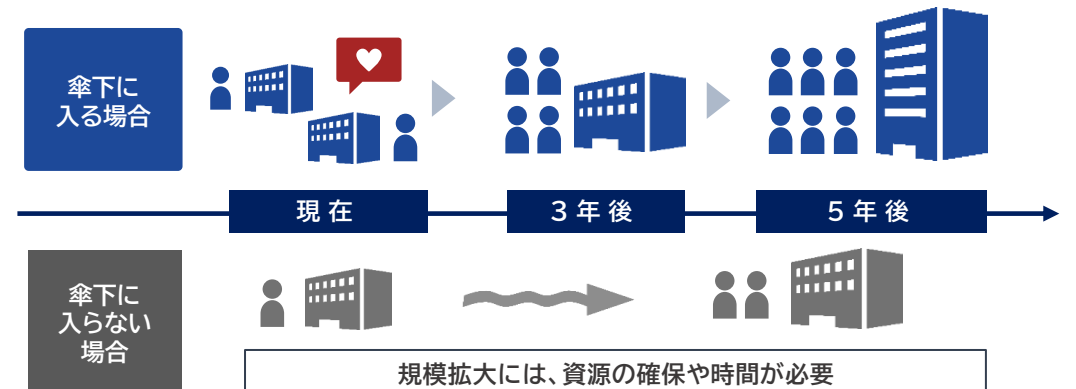 傘下に
入る場合
現在
3年後
5年後
傘下に
入らない
場合
規模拡大には、資源の確保や時間が必要